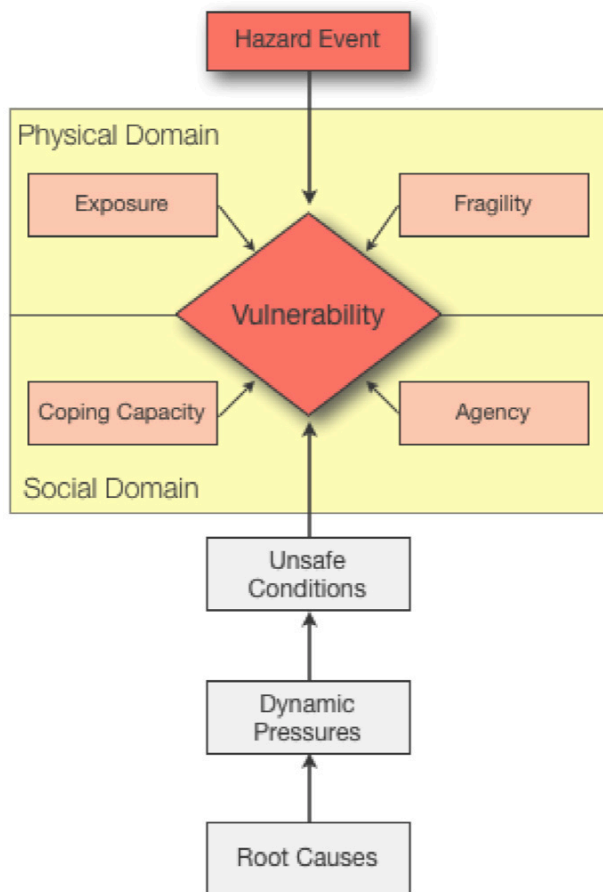 Hazard Event
Physical Domain
Exposure
Fragility
Vulnerability
Coping Capacity
Agency
Social Domain
Unsafe
Conditions
Dynamic
Pressures
Root Causes